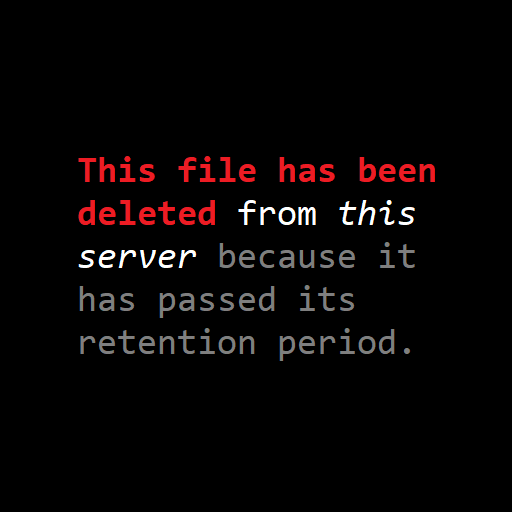 This file has been
deleted from this
server because it
has passed its
retention period.